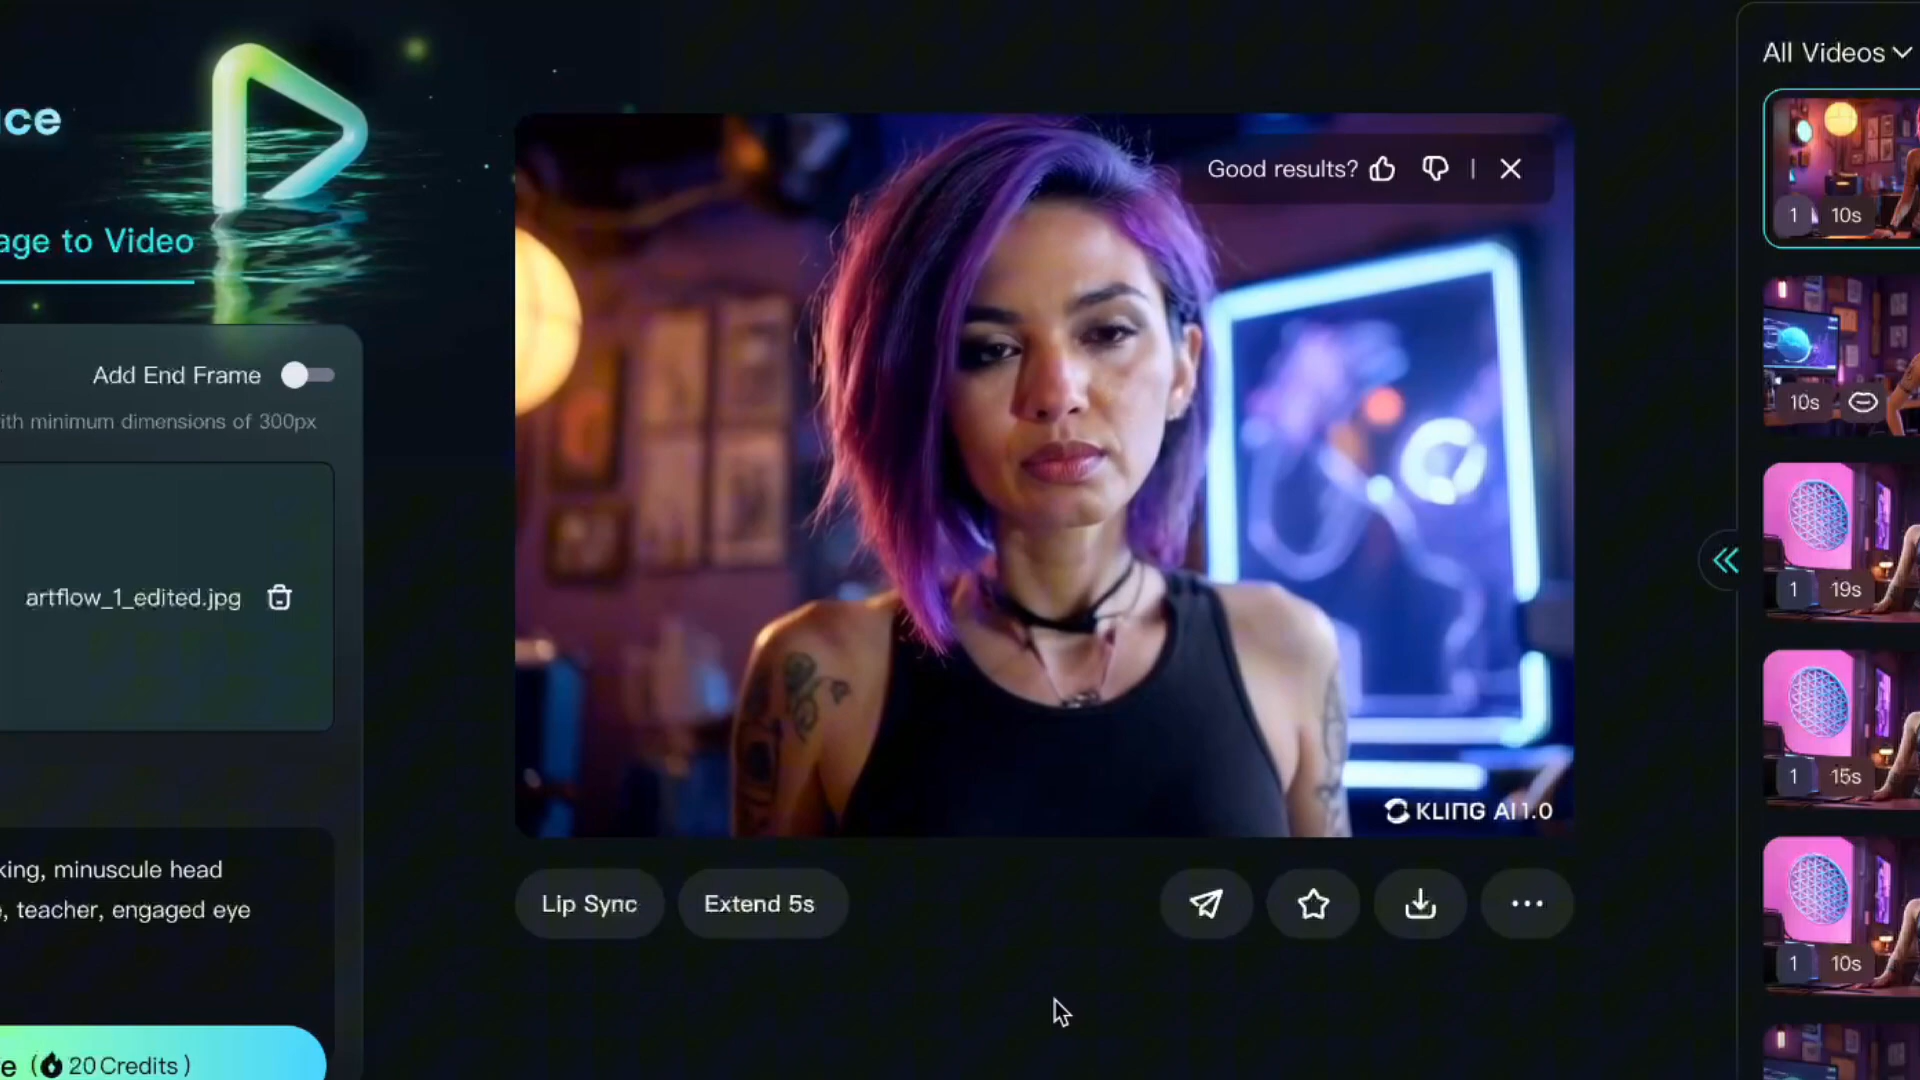 ace
age to Video
Add End Frame
ith minimum dimensions of 300px
artflow_1_edited.jpg
king, minuscule head
, teacher, engaged eye
e ( 20 Credits )
Good results?
KLING AI 1.0
Lip Sync
Extend 5s
All Videos
1 10s
10s
1 19s
1 15s
1 10s